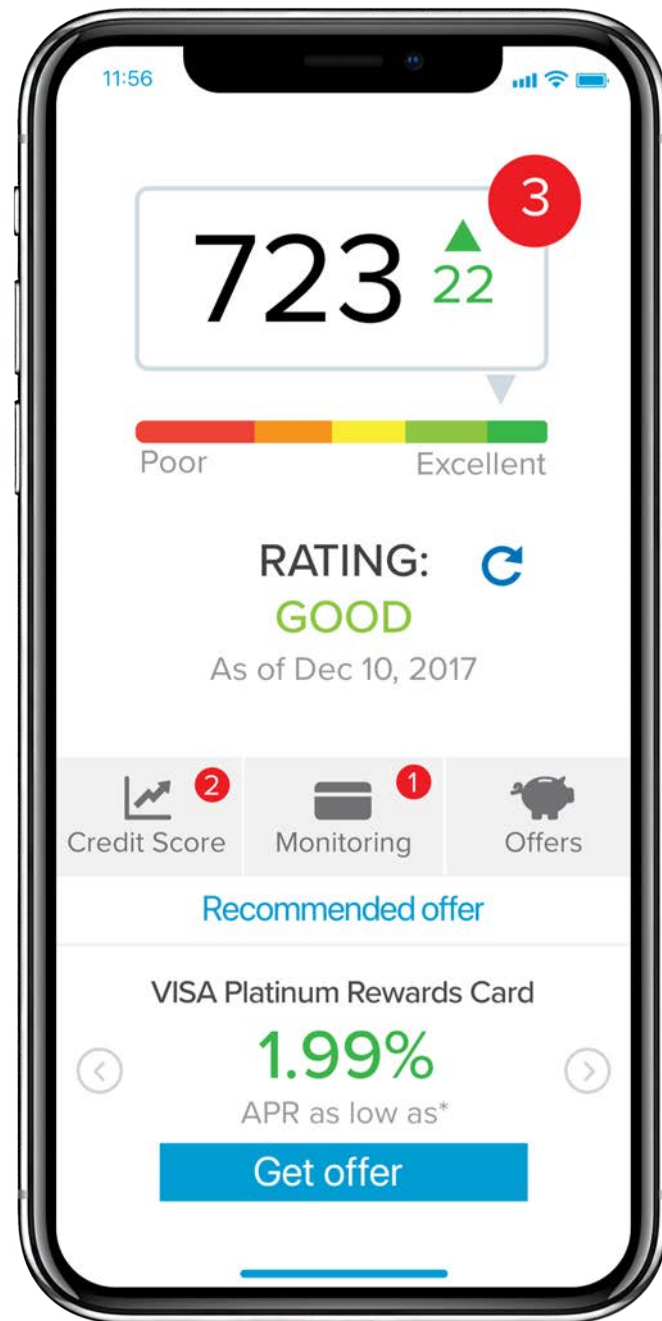 11:56
3
723
22
Poor Excellent
RATING:
GOOD
As of Dec 10, 2017
2 1
Credit Score Monitoring Offers
Recommended offer
VISA Platinum Rewards Card
1.99%
APR as low as*
Get offer